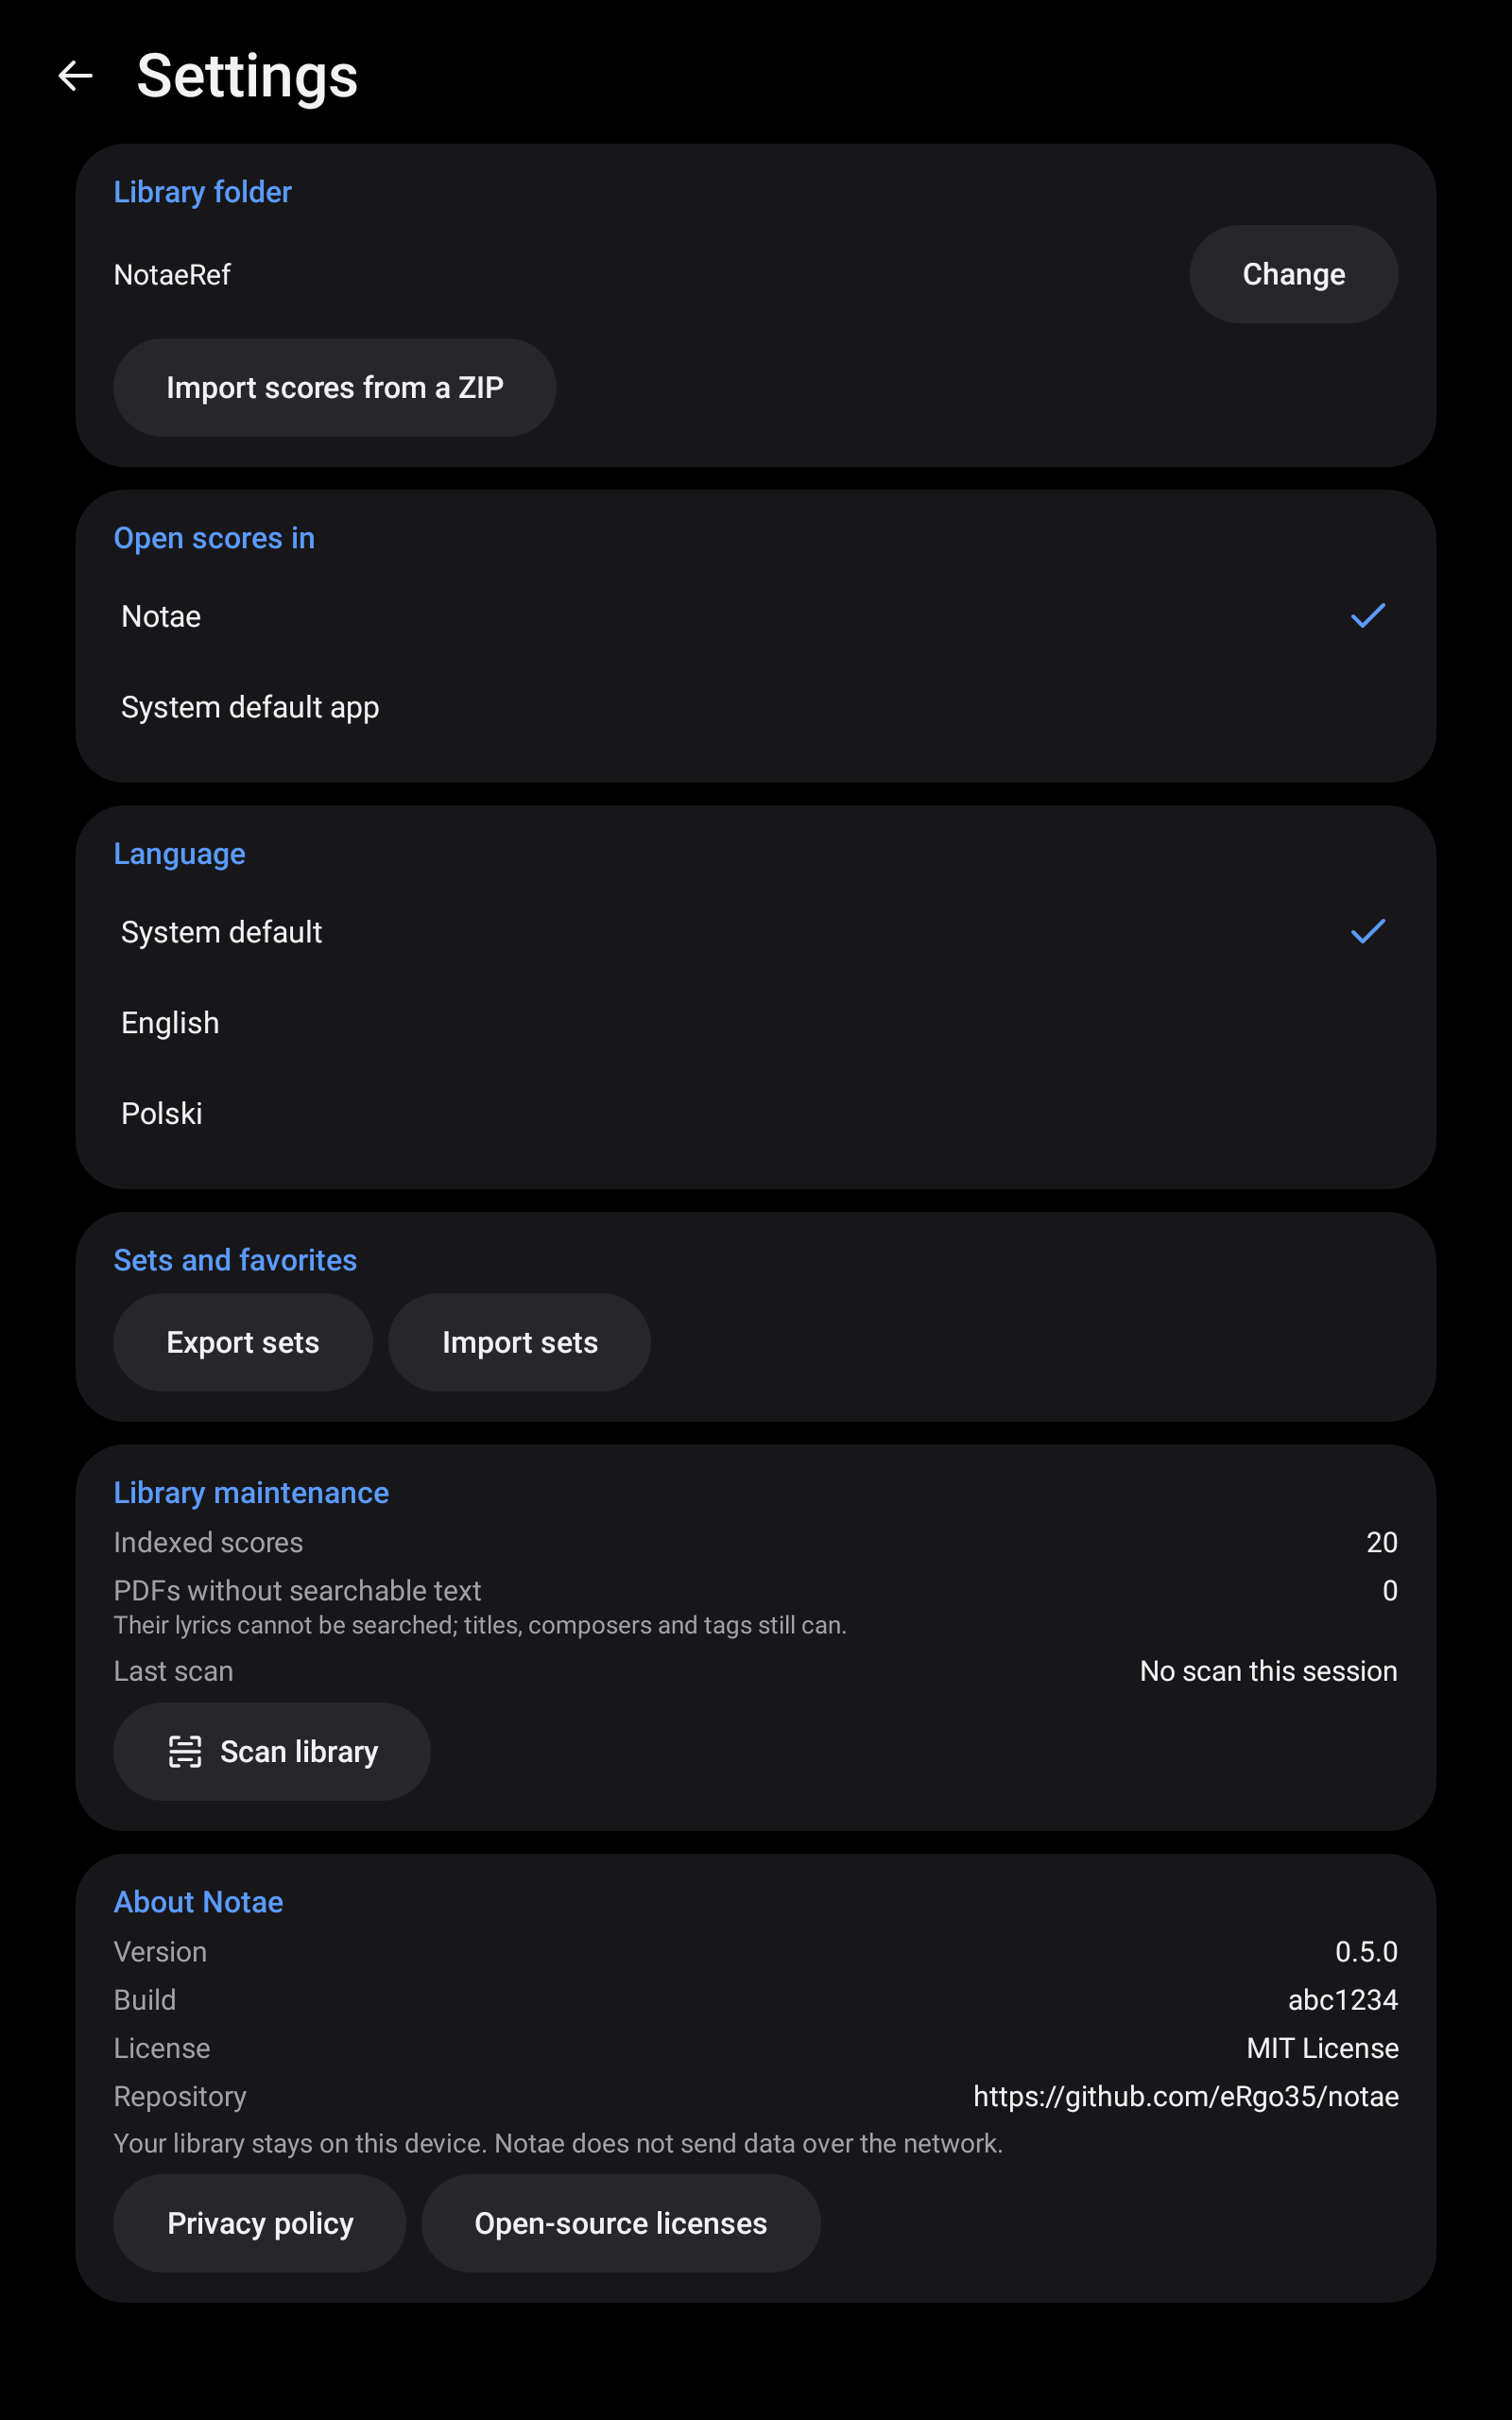 Settings
Library folder
NotaeRef
Change
Import scores from a ZIP
Open scores in
Notae
System default app
Language
System default
English
Polski
Sets and favorites
Export sets
Import sets
Library maintenance
Indexed scores
20
PDFs without searchable text
0
Their lyrics cannot be searched; titles, composers and tags still can.
Last scan
No scan this session
Scan library
About Notae
Version
0.5.0
Build
abc1234
License
MIT License
Repository
https://github.com/eRgo35/notae
Your library stays on this device. Notae does not send data over the network.
Privacy policy
Open-source licenses